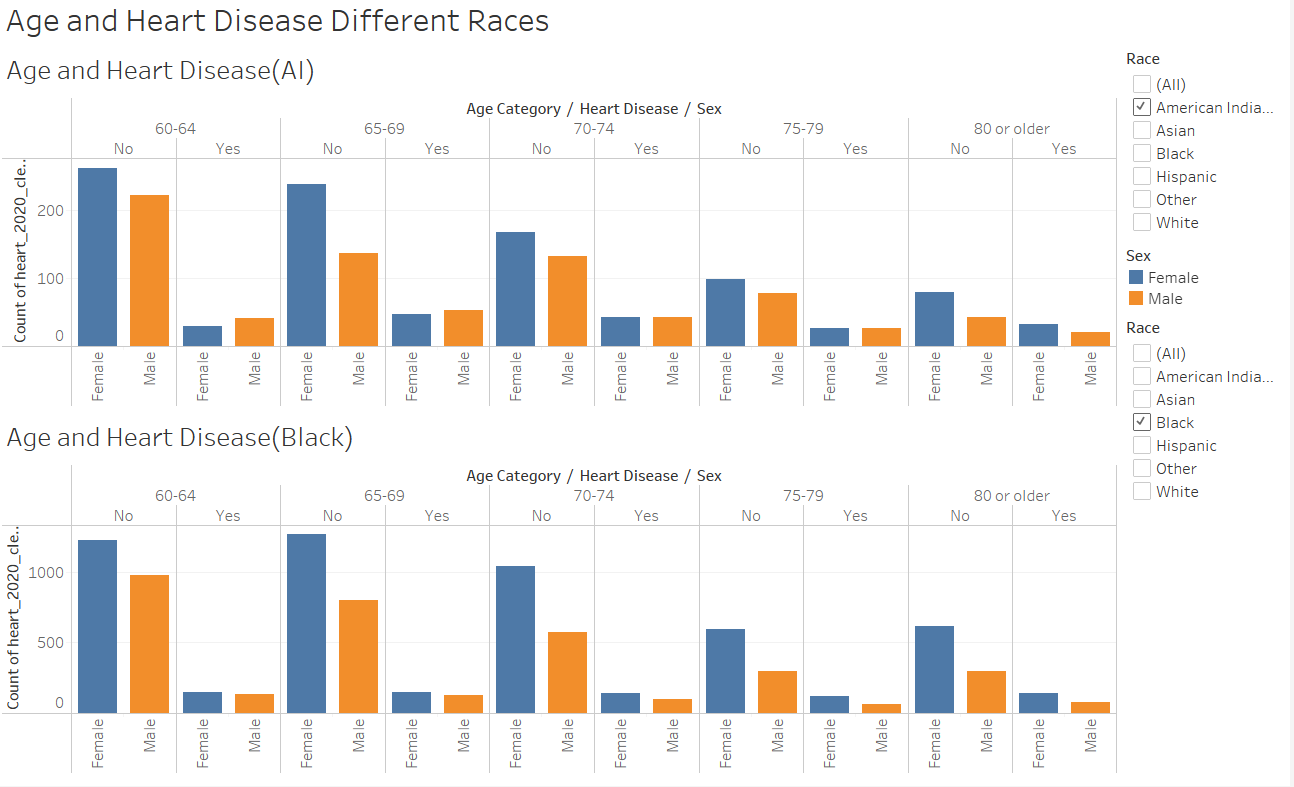 Age and Heart Disease Different Races
Age and Heart Disease(AI)
Age Category / Heart Disease / Sex
60-64 65-69 70-74 75-79 80 or older
No Yes No Yes No Yes No Yes No Yes
Count of heart_2020_cle..
200
100
0
Female Male Female Male Female Male Female Male Female Male Female Male Female Male Female Male Female Male Female Male
Age and Heart Disease(Black)
Age Category / Heart Disease / Sex
60-64 65-69 70-74 75-79 80 or older
No Yes No Yes No Yes No Yes No Yes
Count of heart_2020_cle..
1000
500
0
Female Male Female Male Female Male Female Male Female Male Female Male Female Male Female Male Female Male Female Male
Race
(All)
American India...
Asian
Black
Hispanic
Other
White
Sex
Female
Male
Race
(All)
American India...
Asian
Black
Hispanic
Other
White